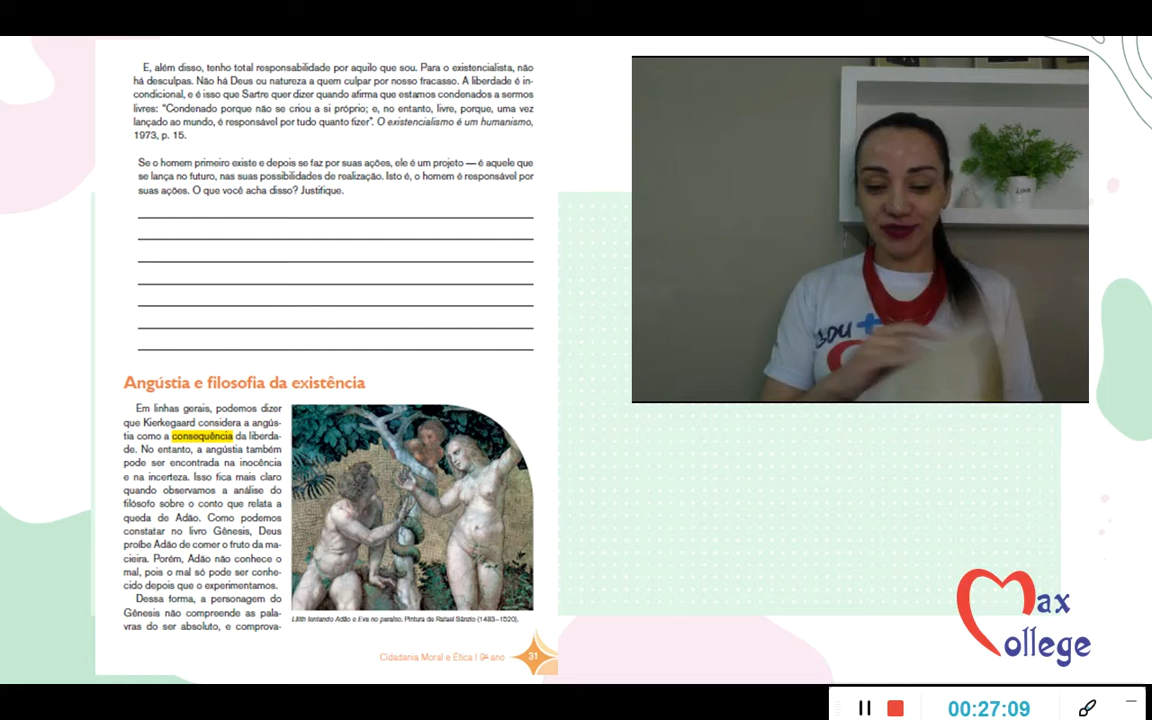 E, além disso, tenho total responsabilidade por aquilo que sou. Para o existencialista, não
há desculpas. Não há Deus ou natureza a quem culpar por nosso fracasso. A liberdade é in-
condicional, e é isso que Sartre quer dizer quando afirma que estamos condenados a sermos
livres: “Condenado porque não se criou a si próprio; e, no entanto, livre, porque, uma vez
lançado ao mundo, é responsável por tudo quanto fizer”. O existencialismo é um humanismo,
1973, p. 15.
Se o homem primeiro existe e depois se faz por suas ações, ele é um projeto — é aquele que
se lança no futuro, nas suas possibilidades de realização. Isto é, o homem é responsável por
suas ações. O que você acha disso? Justifique.
Angústia e filosofia da existência
Em linhas gerais, podemos dizer
que Kierkegaard considera a angús-
tia como a consequência da liberda-
de. No entanto, a angústia também
pode ser encontrada na inocência
e na incerteza. Isso fica mais claro
quando observamos a análise do
filósofo sobre o conto que relata a
queda de Adão. Como podemos
constatar no livro Gênesis, Deus
proíbe Adão de comer o fruto da ma-
cieira. Porém, Adão não conhece o
mal, pois o mal só pode ser conhe-
cido depois que o experimentamos.
Dessa forma, a personagem do
Gênesis não compreende as pala-
vras do ser absoluto, e comprova-
Lilith tentando Adão e Eva no paraíso. Pintura de Rafael Sânzio (1483–1520).
Cidadania Moral e Ética I 9º ano
31
Love
EDU+
Max
College
00:27:09